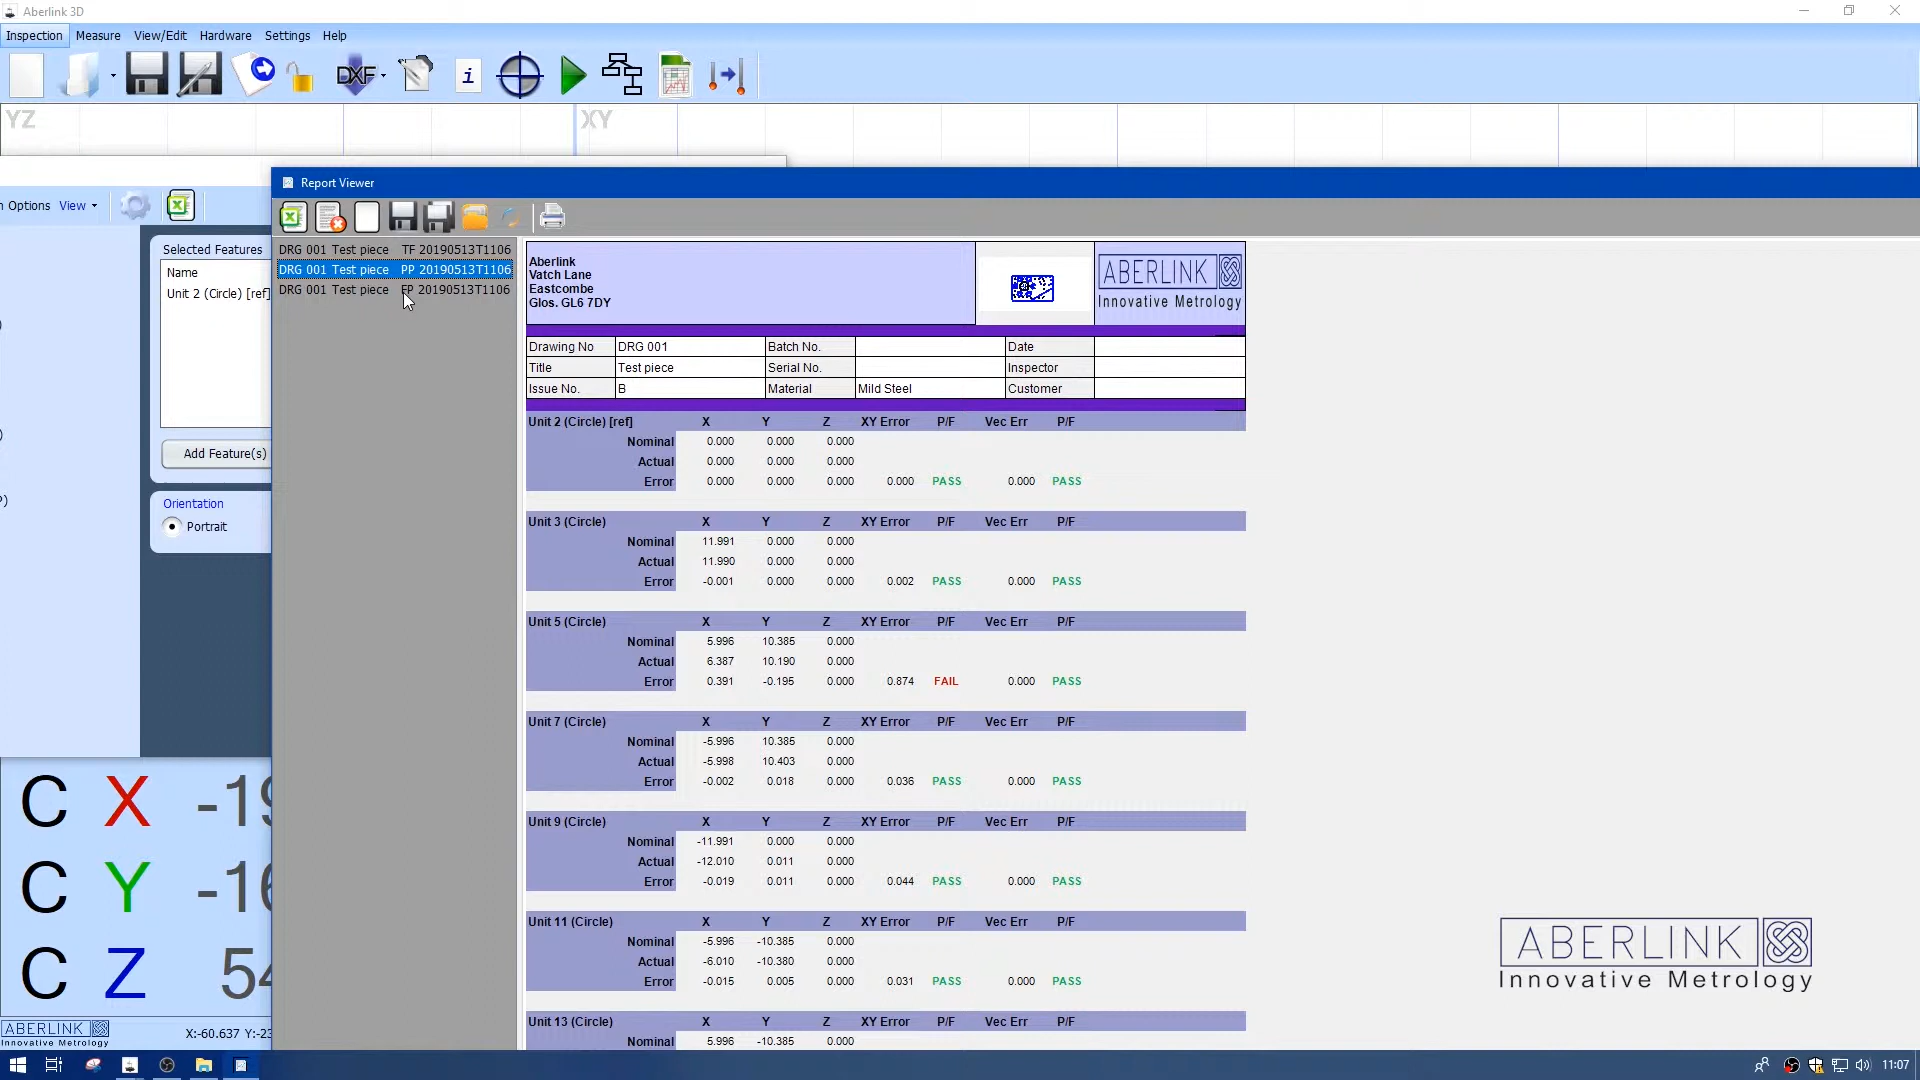 Aberlink 3D
Inspection Measure View/Edit Hardware Settings Help
DXF
i
YZ
XY
Report Viewer
n Options View
DRG 001 Test piece TF 20190513T1106
DRG 001 Test piece PP 20190513T1106
DRG 001 Test piece FP 20190513T1106
Selected Features
Name
Unit 2 (Circle) [ref]
Add Feature(s)
Orientation
Portrait
Aberlink
Vatch Lane
Eastcombe
Glos. GL6 7DY
ABERLINK
Innovative Metrology
Drawing No DRG 001 Batch No. Date
Title Test piece Serial No. Inspector
Issue No. B Material Mild Steel Customer
Unit 2 (Circle) [ref] X Y Z XY Error P/F Vec Err P/F
Nominal 0.000 0.000 0.000
Actual 0.000 0.000 0.000
Error 0.000 0.000 0.000 0.000 PASS 0.000 PASS
Unit 3 (Circle) X Y Z XY Error P/F Vec Err P/F
Nominal 11.991 0.000 0.000
Actual 11.990 0.000 0.000
Error -0.001 0.000 0.000 0.002 PASS 0.000 PASS
Unit 5 (Circle) X Y Z XY Error P/F Vec Err P/F
Nominal 5.996 10.385 0.000
Actual 6.387 10.190 0.000
Error 0.391 -0.195 0.000 0.874 FAIL 0.000 PASS
Unit 7 (Circle) X Y Z XY Error P/F Vec Err P/F
Nominal -5.996 10.385 0.000
Actual -5.998 10.403 0.000
Error -0.002 0.018 0.000 0.036 PASS 0.000 PASS
Unit 9 (Circle) X Y Z XY Error P/F Vec Err P/F
Nominal -11.991 0.000 0.000
Actual -12.010 0.011 0.000
Error -0.019 0.011 0.000 0.044 PASS 0.000 PASS
Unit 11 (Circle) X Y Z XY Error P/F Vec Err P/F
Nominal -5.996 -10.385 0.000
Actual -6.010 -10.380 0.000
Error -0.015 0.005 0.000 0.031 PASS 0.000 PASS
Unit 13 (Circle) X Y Z XY Error P/F Vec Err P/F
Nominal 5.996 -10.385 0.000
C X -19
C Y -16
C Z 54
ABERLINK
Innovative Metrology
X:-60.637 Y:-23
ABERLINK
Innovative Metrology
11:07